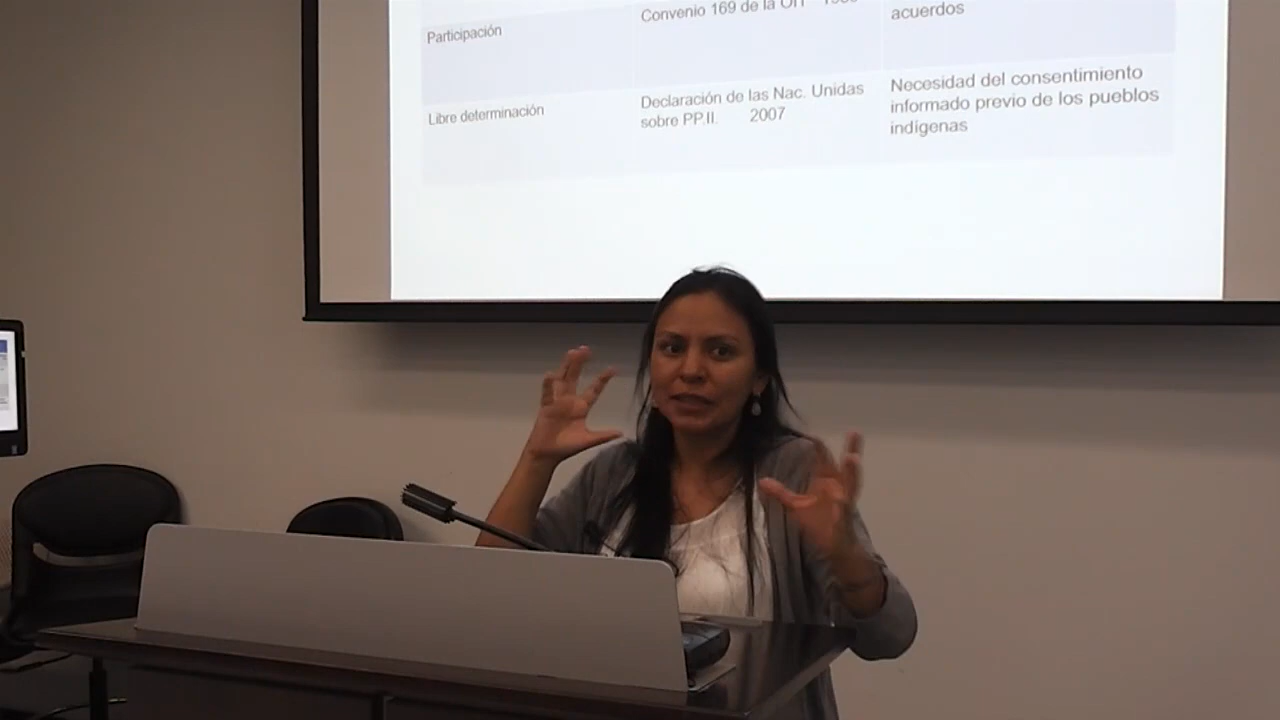 Participación
Convenio 169 de la OIT
acuerdos
Libre determinación
Declaración de las Nac. Unidas
sobre PP.II. 2007
Necesidad del consentimiento
informado previo de los pueblos
indígenas